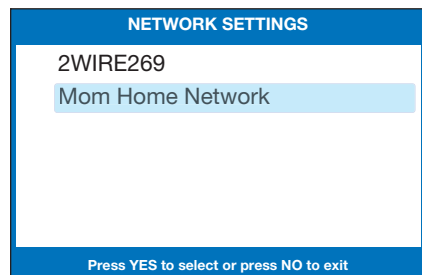 NETWORK SETTINGS
2WIRE269
Mom Home Network
Press YES to select or press NO to exit